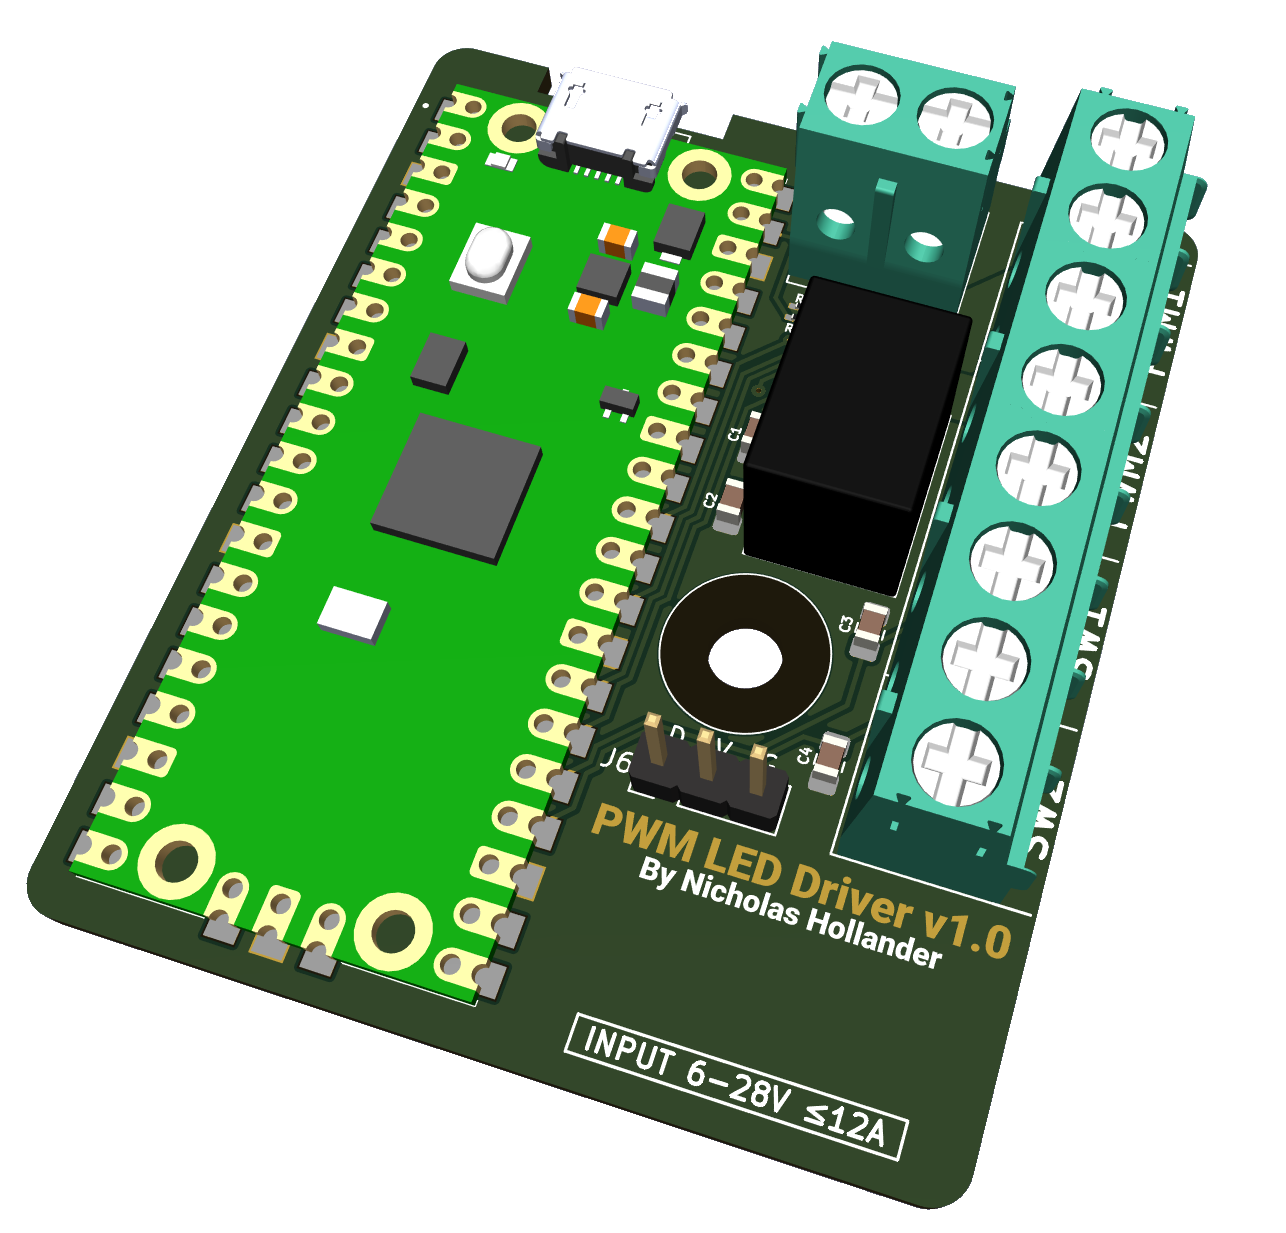 C1
C2
C3
C4
J6
PWM LED Driver v1.0
By Nicholas Hollander
INPUT 6-28V ≤12A